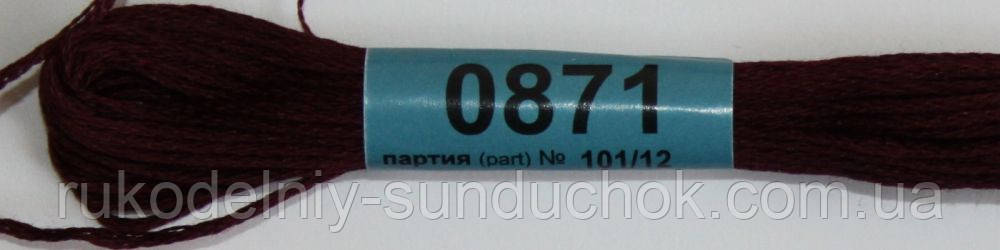 0871
партия (part) № 101/12
rukodelniy-sunduchok.com.ua